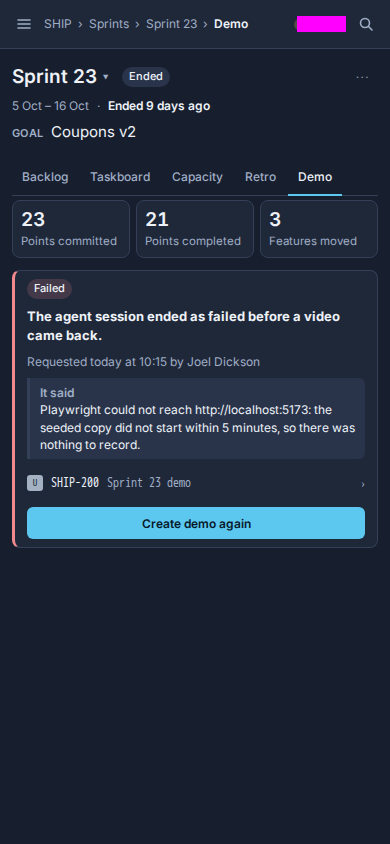 SHIP › Sprints › Sprint 23 › Demo
Sprint 23 ▾ Ended ...
5 Oct – 16 Oct · Ended 9 days ago
GOAL Coupons v2
Backlog Taskboard Capacity Retro Demo
23 21 3
Points committed Points completed Features moved
Failed
The agent session ended as failed before a video
came back.
Requested today at 10:15 by Joel Dickson
It said
Playwright could not reach http://localhost:5173: the
seeded copy did not start within 5 minutes, so there was
nothing to record.
U SHIP-200 Sprint 23 demo ›
Create demo again